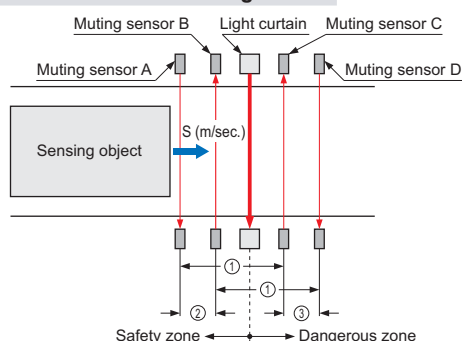 Muting sensor B Light curtain Muting sensor C
Muting sensor A Muting sensor D
S (m/sec.)
Sensing object
①
①
② ③
Safety zone Dangerous zone